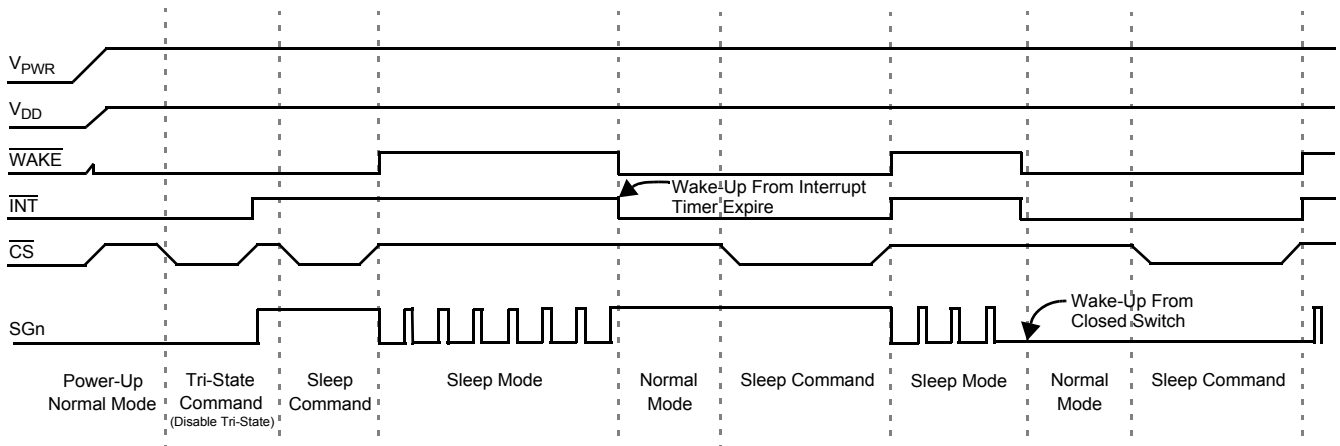 VPWR
VDD
WAKE
Wake-Up From Interrupt
Timer Expire
INT
CS
Wake-Up From
Closed Switch
SGn
Power-Up
Normal Mode
Tri-State
Command
(Disable Tri-State)
Sleep
Command
Sleep Mode
Normal
Mode
Sleep Command
Sleep Mode
Normal
Mode
Sleep Command